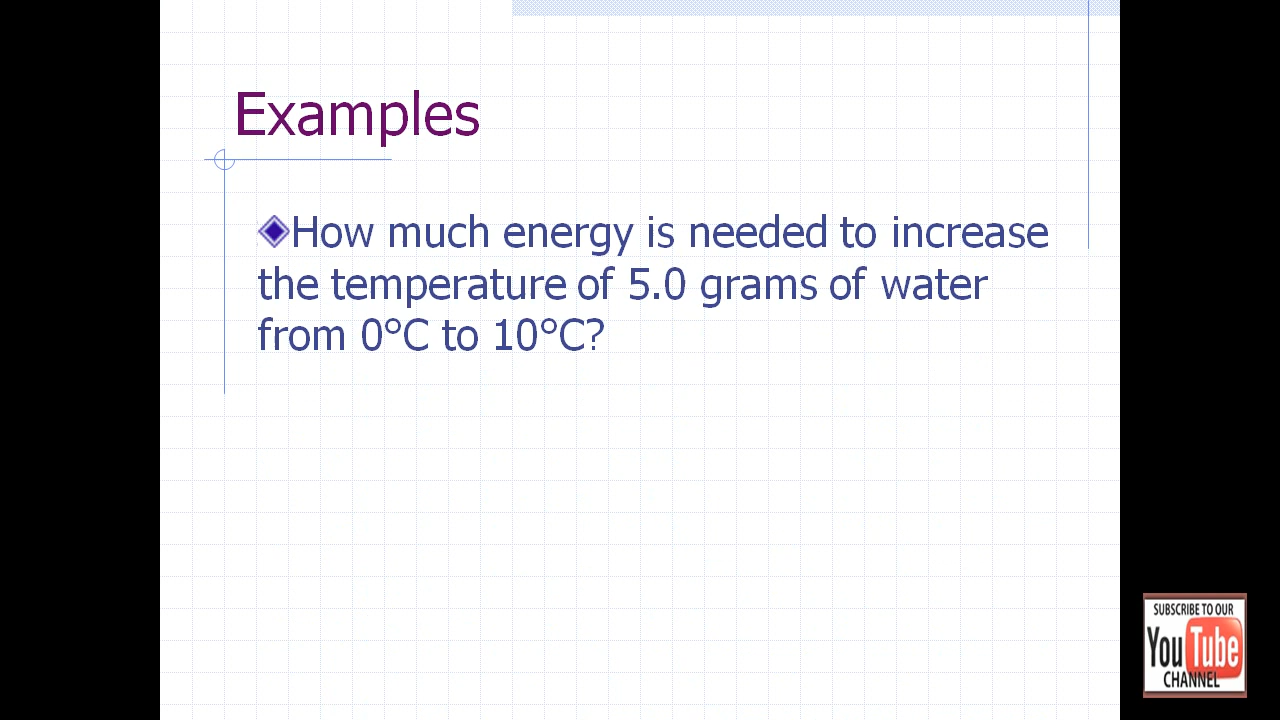 Examples
How much energy is needed to increase
the temperature of 5.0 grams of water
from 0°C to 10°C?
SUBSCRIBE TO OUR
YouTube
CHANNEL